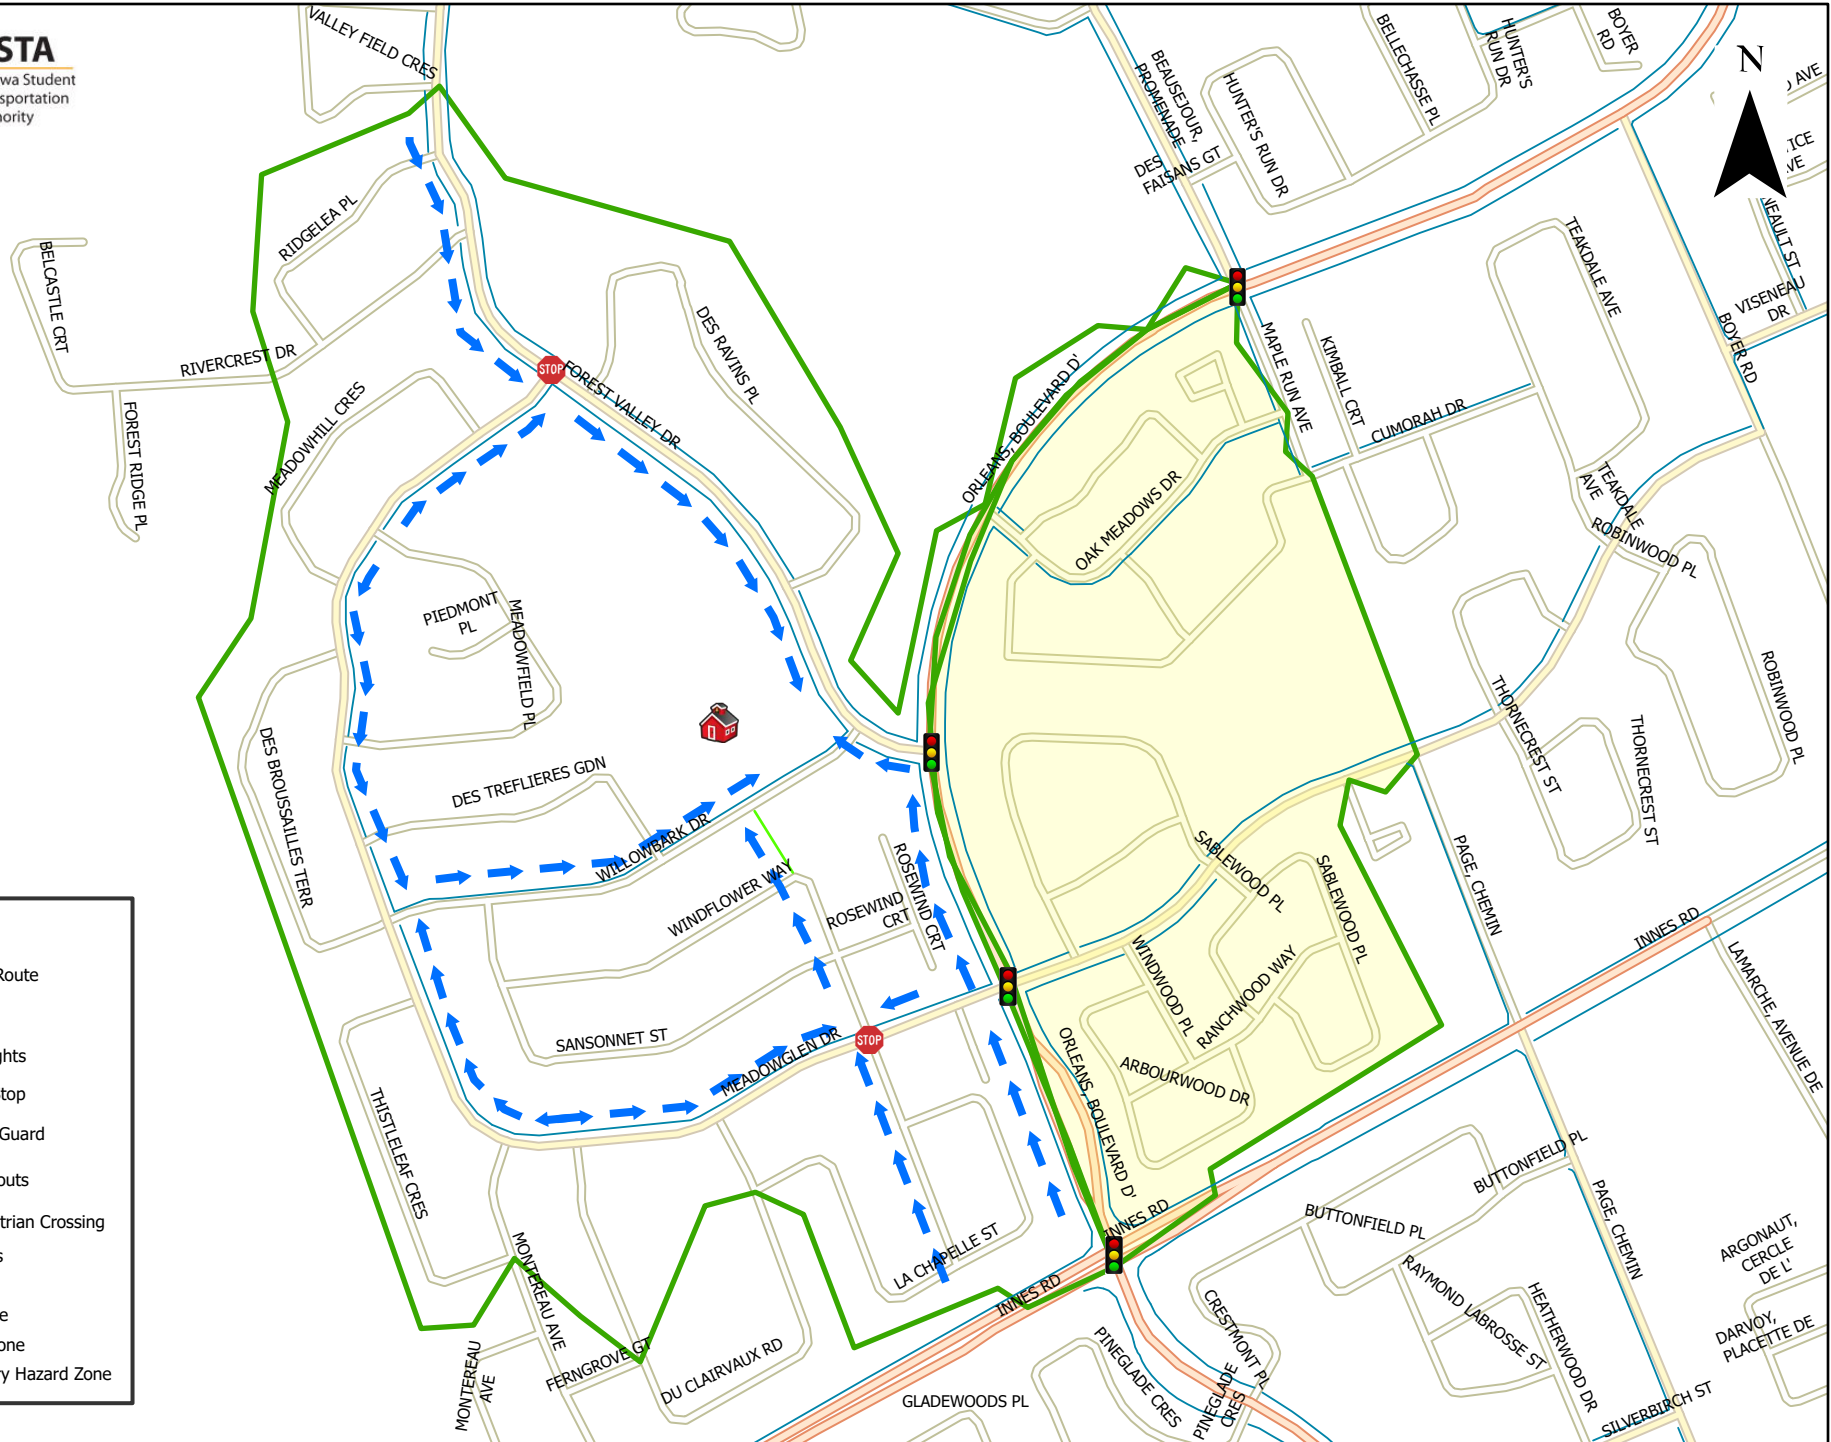 STA
wa Student
sportation
hority
VALLEY FIELD CRES
BEAUSEJOUR,
PROMENADE
DES
FAISANS GT
HUNTER'S RUN DR
BELLECHASSE PL
HUNTER'S
RUN DR
BOYER
RD
N
AVE
NEAULT ST
VISENEAU
DR
BOYER RD
RIDGELEA PL
BELCASTLE CRT
RIVERCREST DR
FOREST RIDGE PL
MEADOWHILL CRES
STOP
FOREST VALLEY DR
DES RAVINS PL
ORLEANS, BOULEVARD D'
MAPLE RUN AVE
KIMBALL CRT
CUMORAH DR
TEAKDALE AVE
TEAKDALE
AVE
ROBINWOOD PL
ROBINWOOD PL
OAK MEADOWS DR
PIEDMONT
PL
MEADOWFIELD PL
DES BROUSSAILLES TERR
DES TREFLIERES GDN
WILLOWBARK DR
WINDFLOWER WAY
ROSEWIND
CRT
ROSEWIND CRT
THORNECREST ST
THORNECREST ST
SABLEWOOD PL
SABLEWOOD PL
PAGE, CHEMIN
INNES RD
LAMARCHE, AVENUE DE
WINDWOOD PL
RANCHWOOD WAY
ARBOURWOOD DR
ORLEANS, BOULEVARD D'
SANSONNET ST
MEADOWGLEN DR
STOP
THISTLELEAF CRES
Route
ghts
top
Guard
outs
trian Crossing
s
e
one
y Hazard Zone
MONTEREAU AVE
MONTEREAU
AVE
FERNGROVE GT
DU CLAIRVAUX RD
LA CHAPELLE ST
INNES RD
INNES RD
GLADEWOODS PL
PINEGLADE CRES
PINEGLADE
CRES
CRESTMONT PL
BUTTONFIELD PL
BUTTONFIELD PL
RAYMOND LABROSSE ST
HEATHERWOOD DR
PAGE, CHEMIN
SILVERBIRCH ST
ARGONAUT,
CERCLE
DE L'
DARVOY,
PLACETTE DE